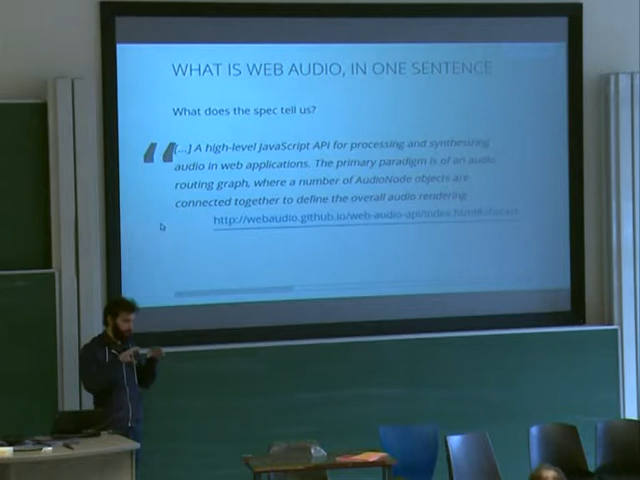 WHAT IS WEB AUDIO, IN ONE SENTENCE
What does the spec tell us?
“[...] A high-level JavaScript API for processing and synthesizing
audio in web applications. The primary paradigm is of an audio
routing graph, where a number of AudioNode objects are
connected together to define the overall audio rendering
http://webaudio.github.io/web-audio-api/index.html#abstract